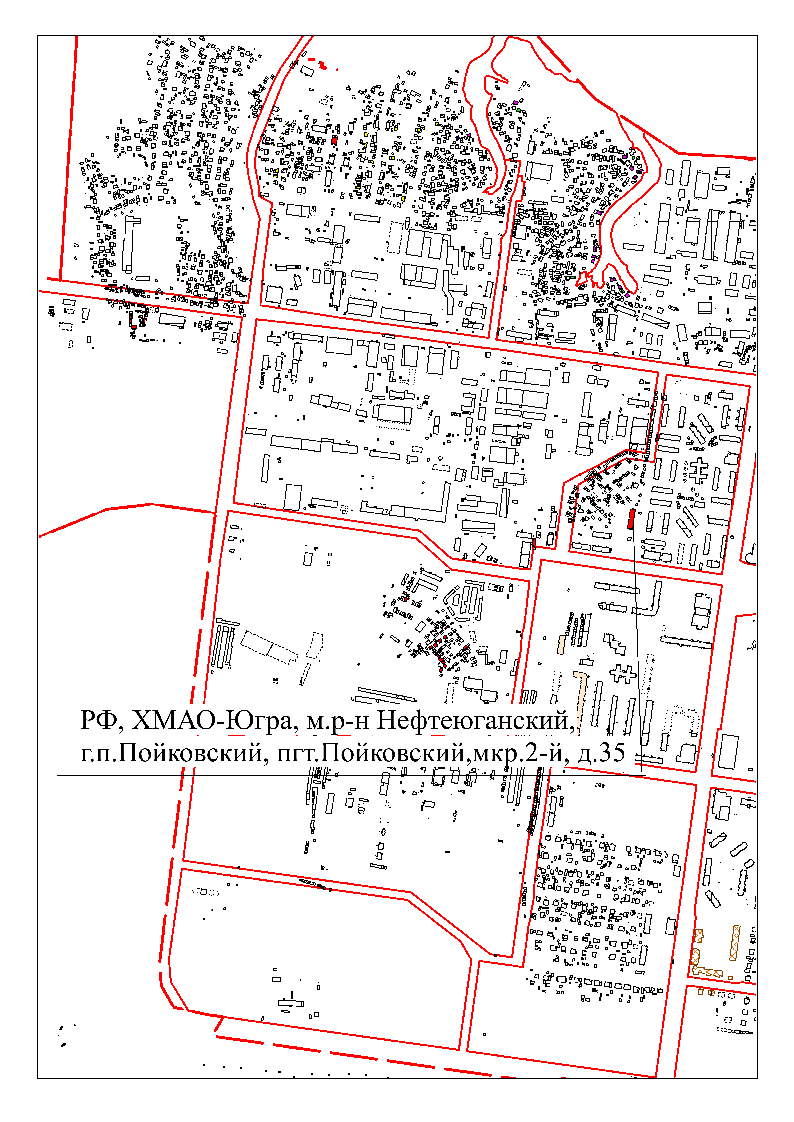 РФ, ХМАО-Югра, м.р-н Нефтеюганский,
г.п.Пойковский, пгт.Пойковский,мкр.2-й, д.35